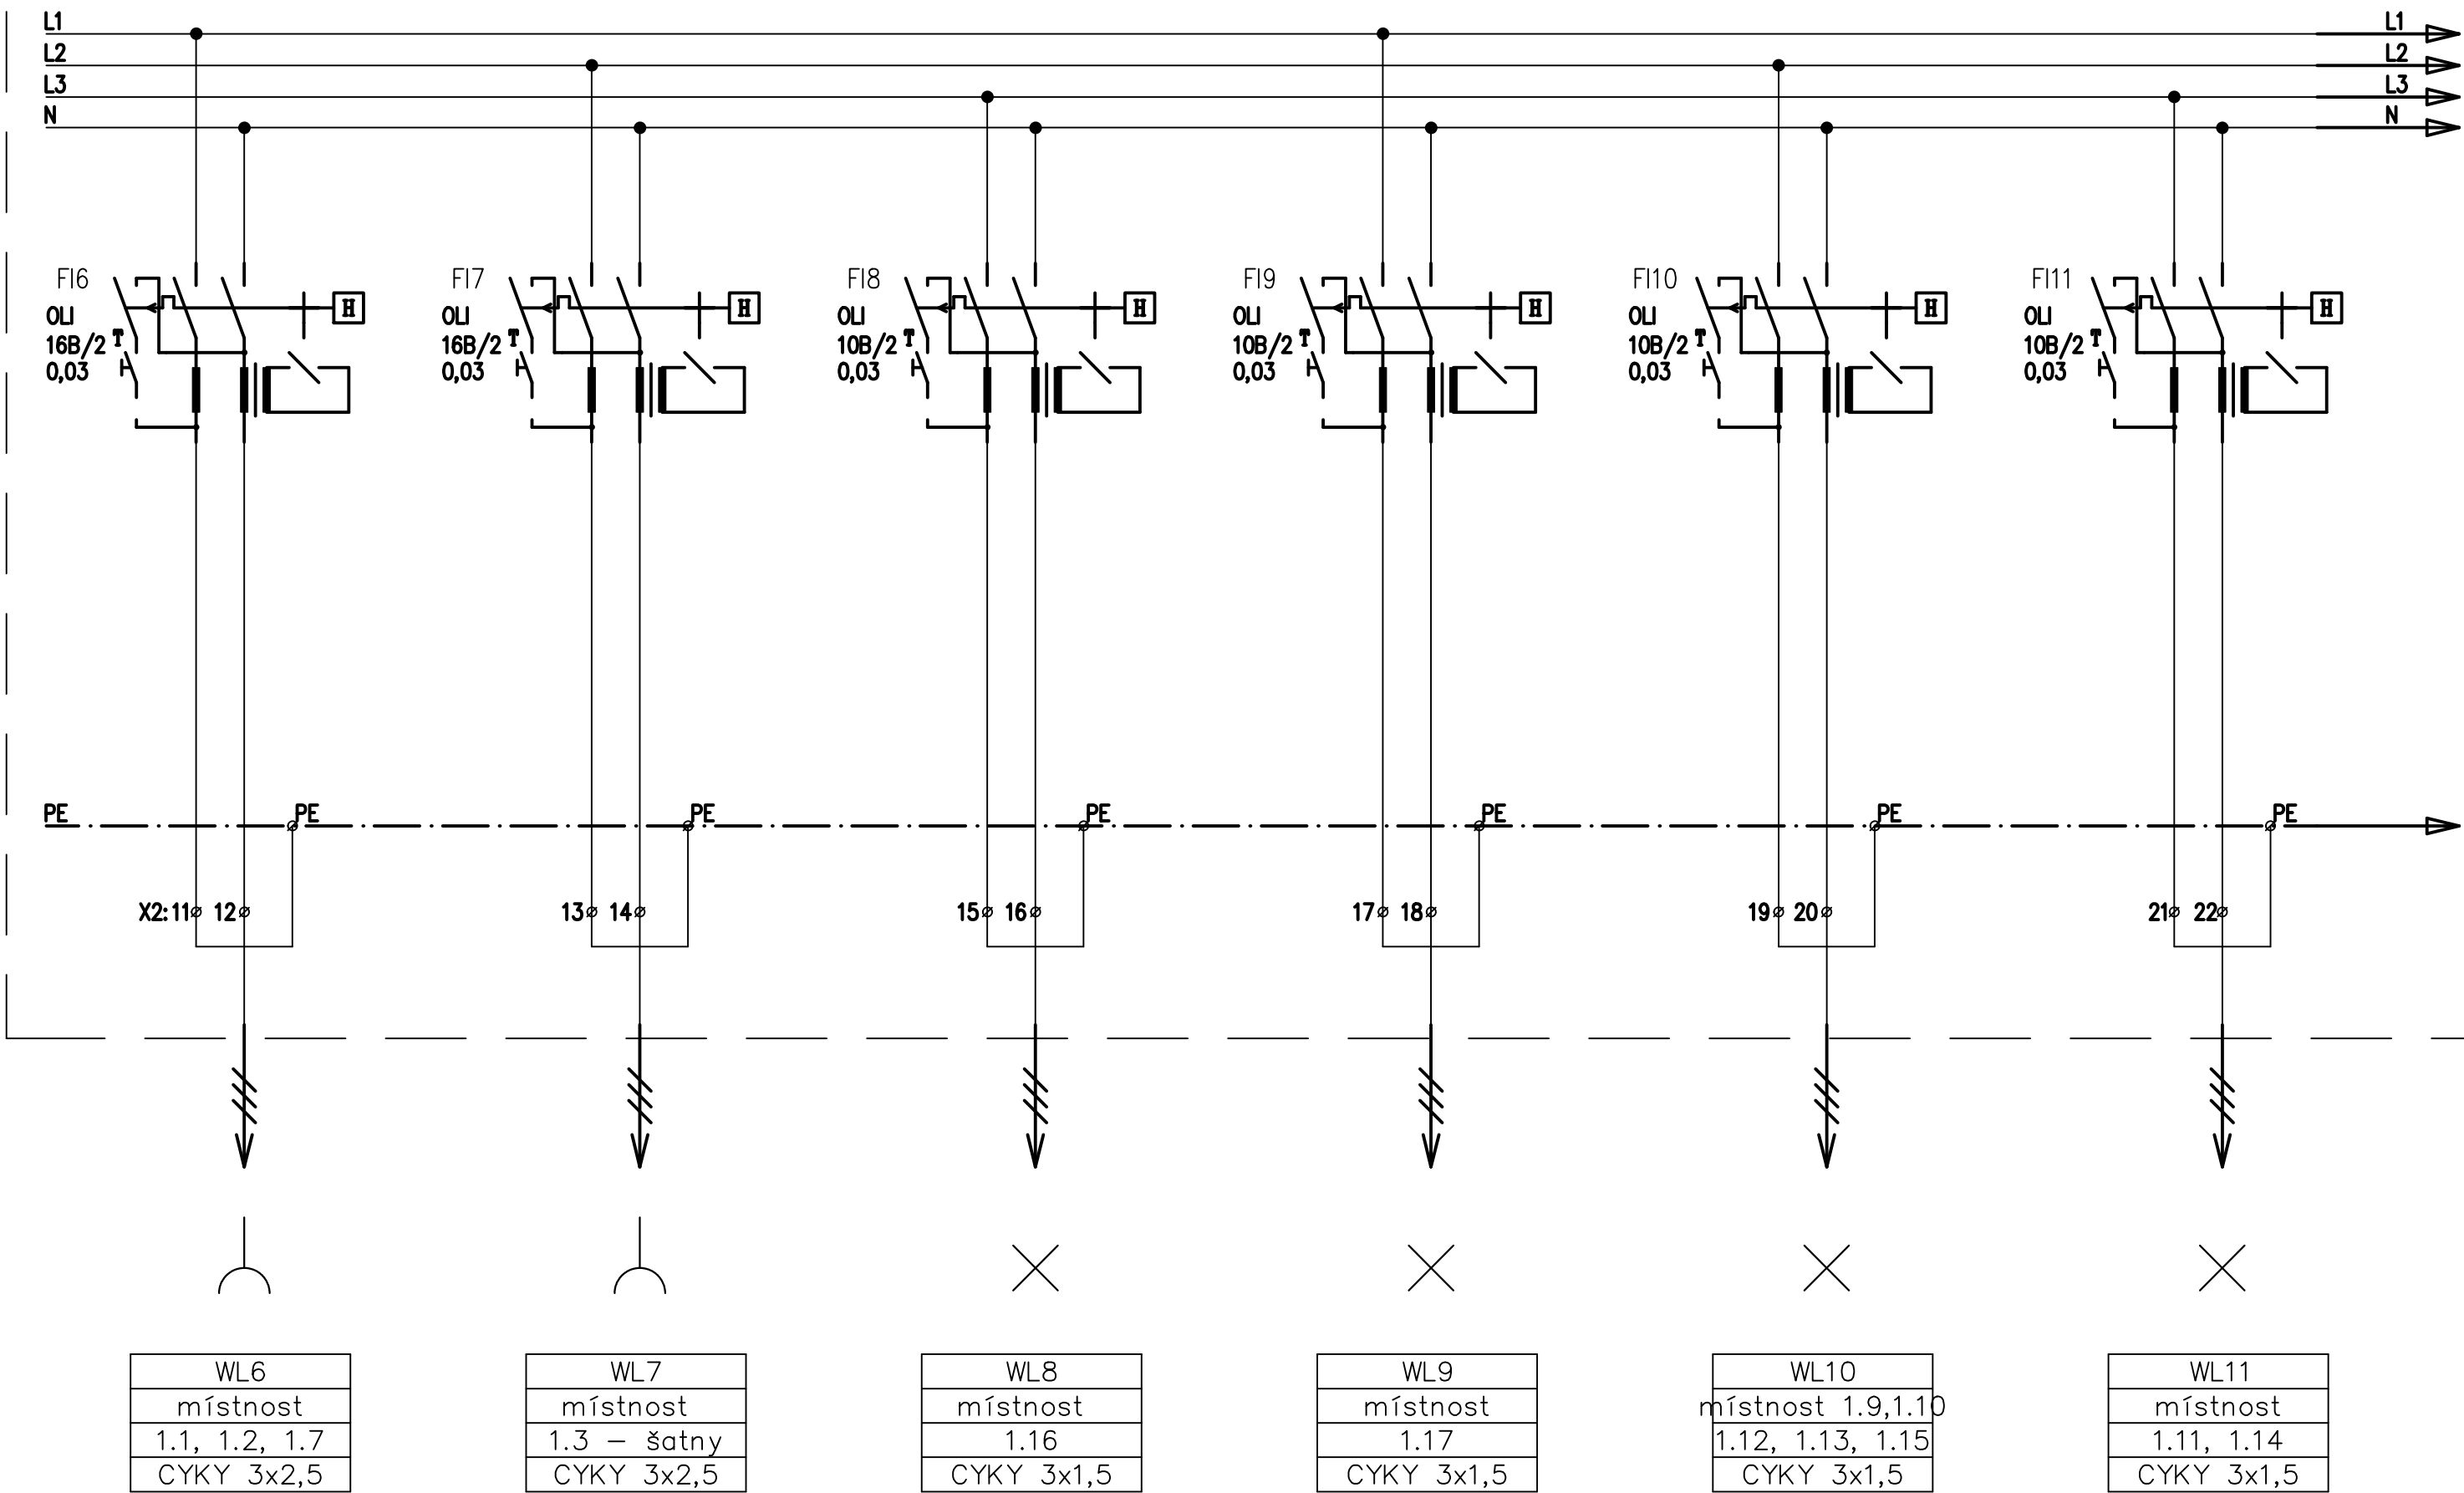 L1 L1
L2 L2
L3 L3
N N
FI6 FI7 FI8 FI9 FI10 FI11
H H H H H H
OLI OLI OLI OLI OLI OLI
16B/2 T 16B/2 T 10B/2 T 10B/2 T 10B/2 T 10B/2 T
0,03 0,03 0,03 0,03 0,03 0,03
PE PE PE PE PE PE PE
X2: 11 12 13 14 15 16 17 18 19 20 21 22
WL6
místnost
1.1, 1.2, 1.7
CYKY 3x2,5
WL7
místnost
1.3 – šatny
CYKY 3x2,5
WL8
místnost
1.16
CYKY 3x1,5
WL9
místnost
1.17
CYKY 3x1,5
WL10
místnost 1.9,1.10
1.12, 1.13, 1.15
CYKY 3x1,5
WL11
místnost
1.11, 1.14
CYKY 3x1,5